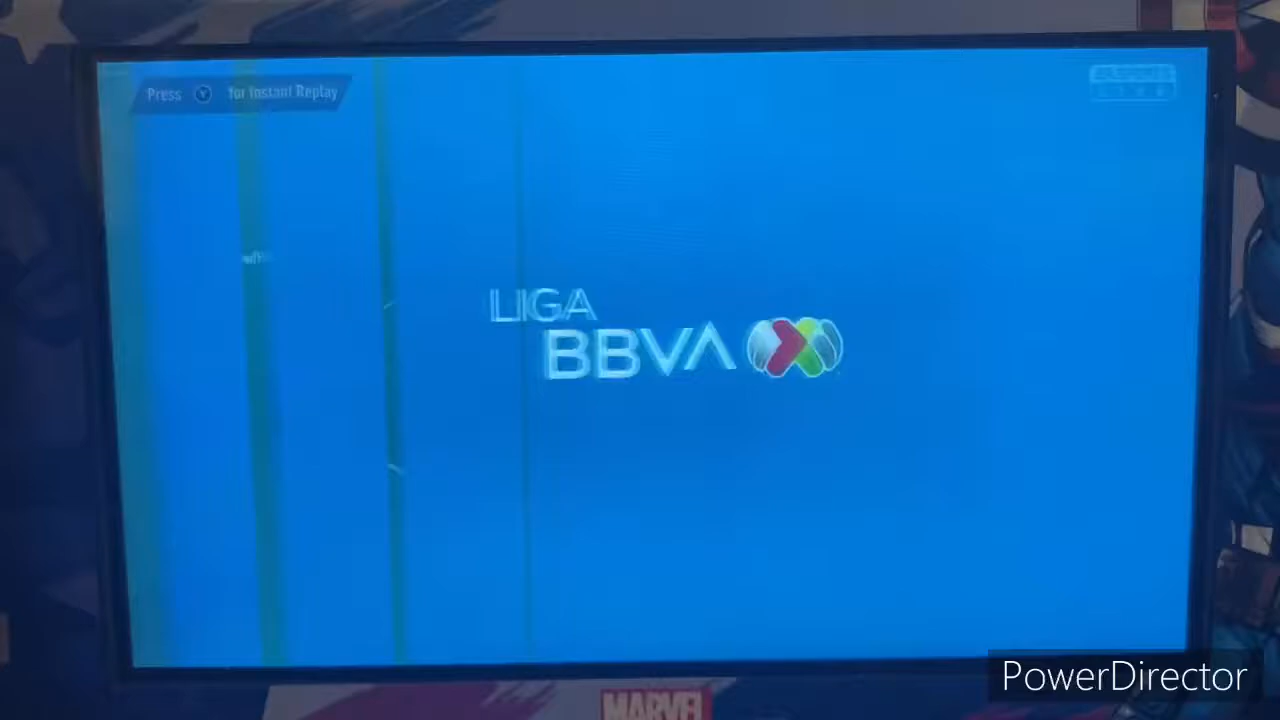 Press Y for Instant Replay
LIGA
BBVA
PowerDirector
MARVEL